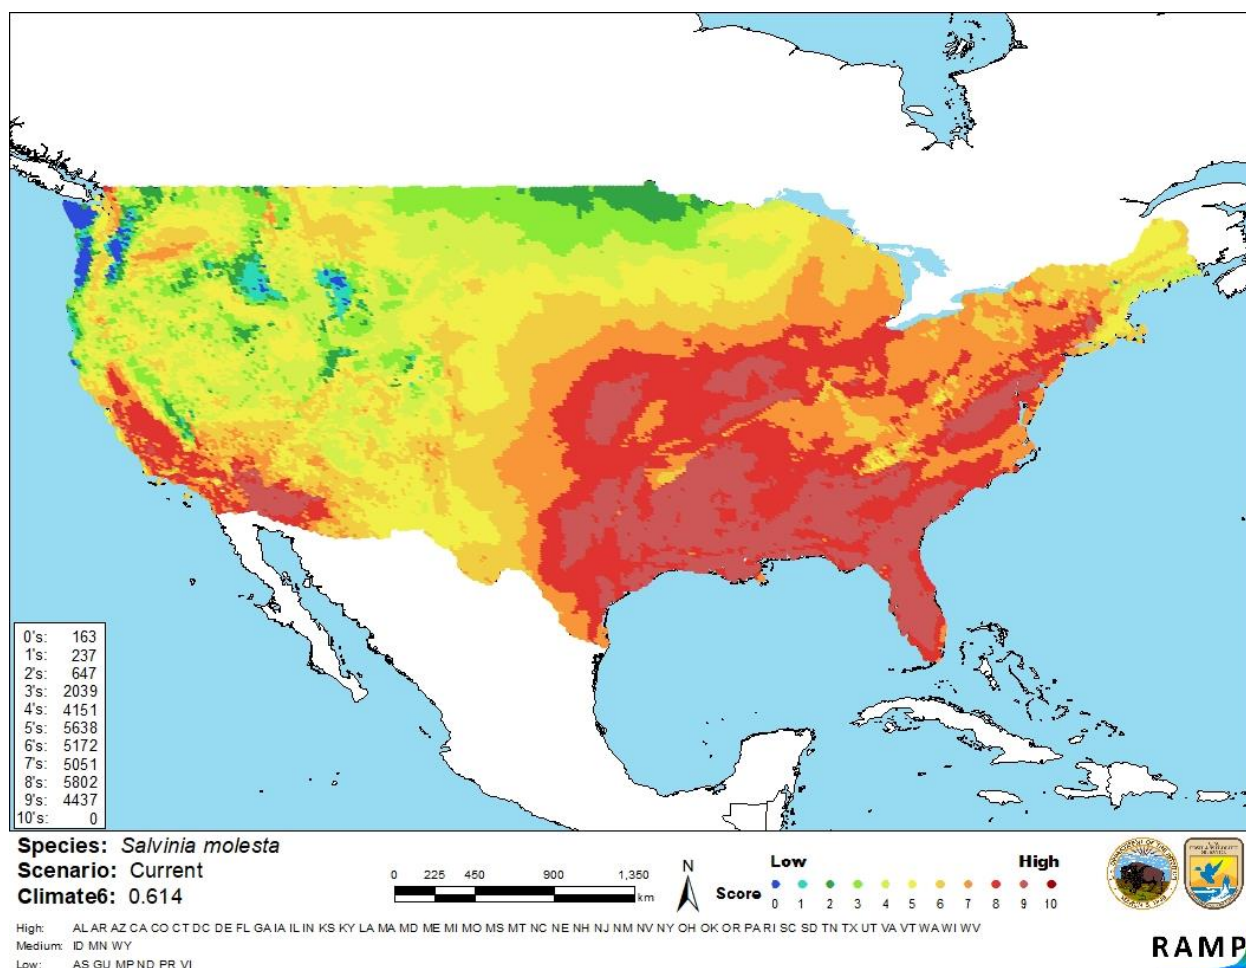 0's: 163
1's: 237
2's: 647
3's: 2039
4's: 4151
5's: 5638
6's: 5172
7's: 5051
8's: 5802
9's: 4437
10's: 0
Species: Salvinia molesta
Scenario: Current
Climate6: 0.614
0 225 450 900 1,350
km
N
Low High
Score 0 1 2 3 4 5 6 7 8 9 10
High: AL AR AZ CA CO CT DC DE FL GA IA IL IN KS KY LA MA MD ME MI MO MS MT NC NE NH NJ NM NV NY OH OK OR PA RI SC SD TN TX UT VA VT WA WI WV
Medium: ID MN WY
Low: AS GU MP ND PR VI
RAMP